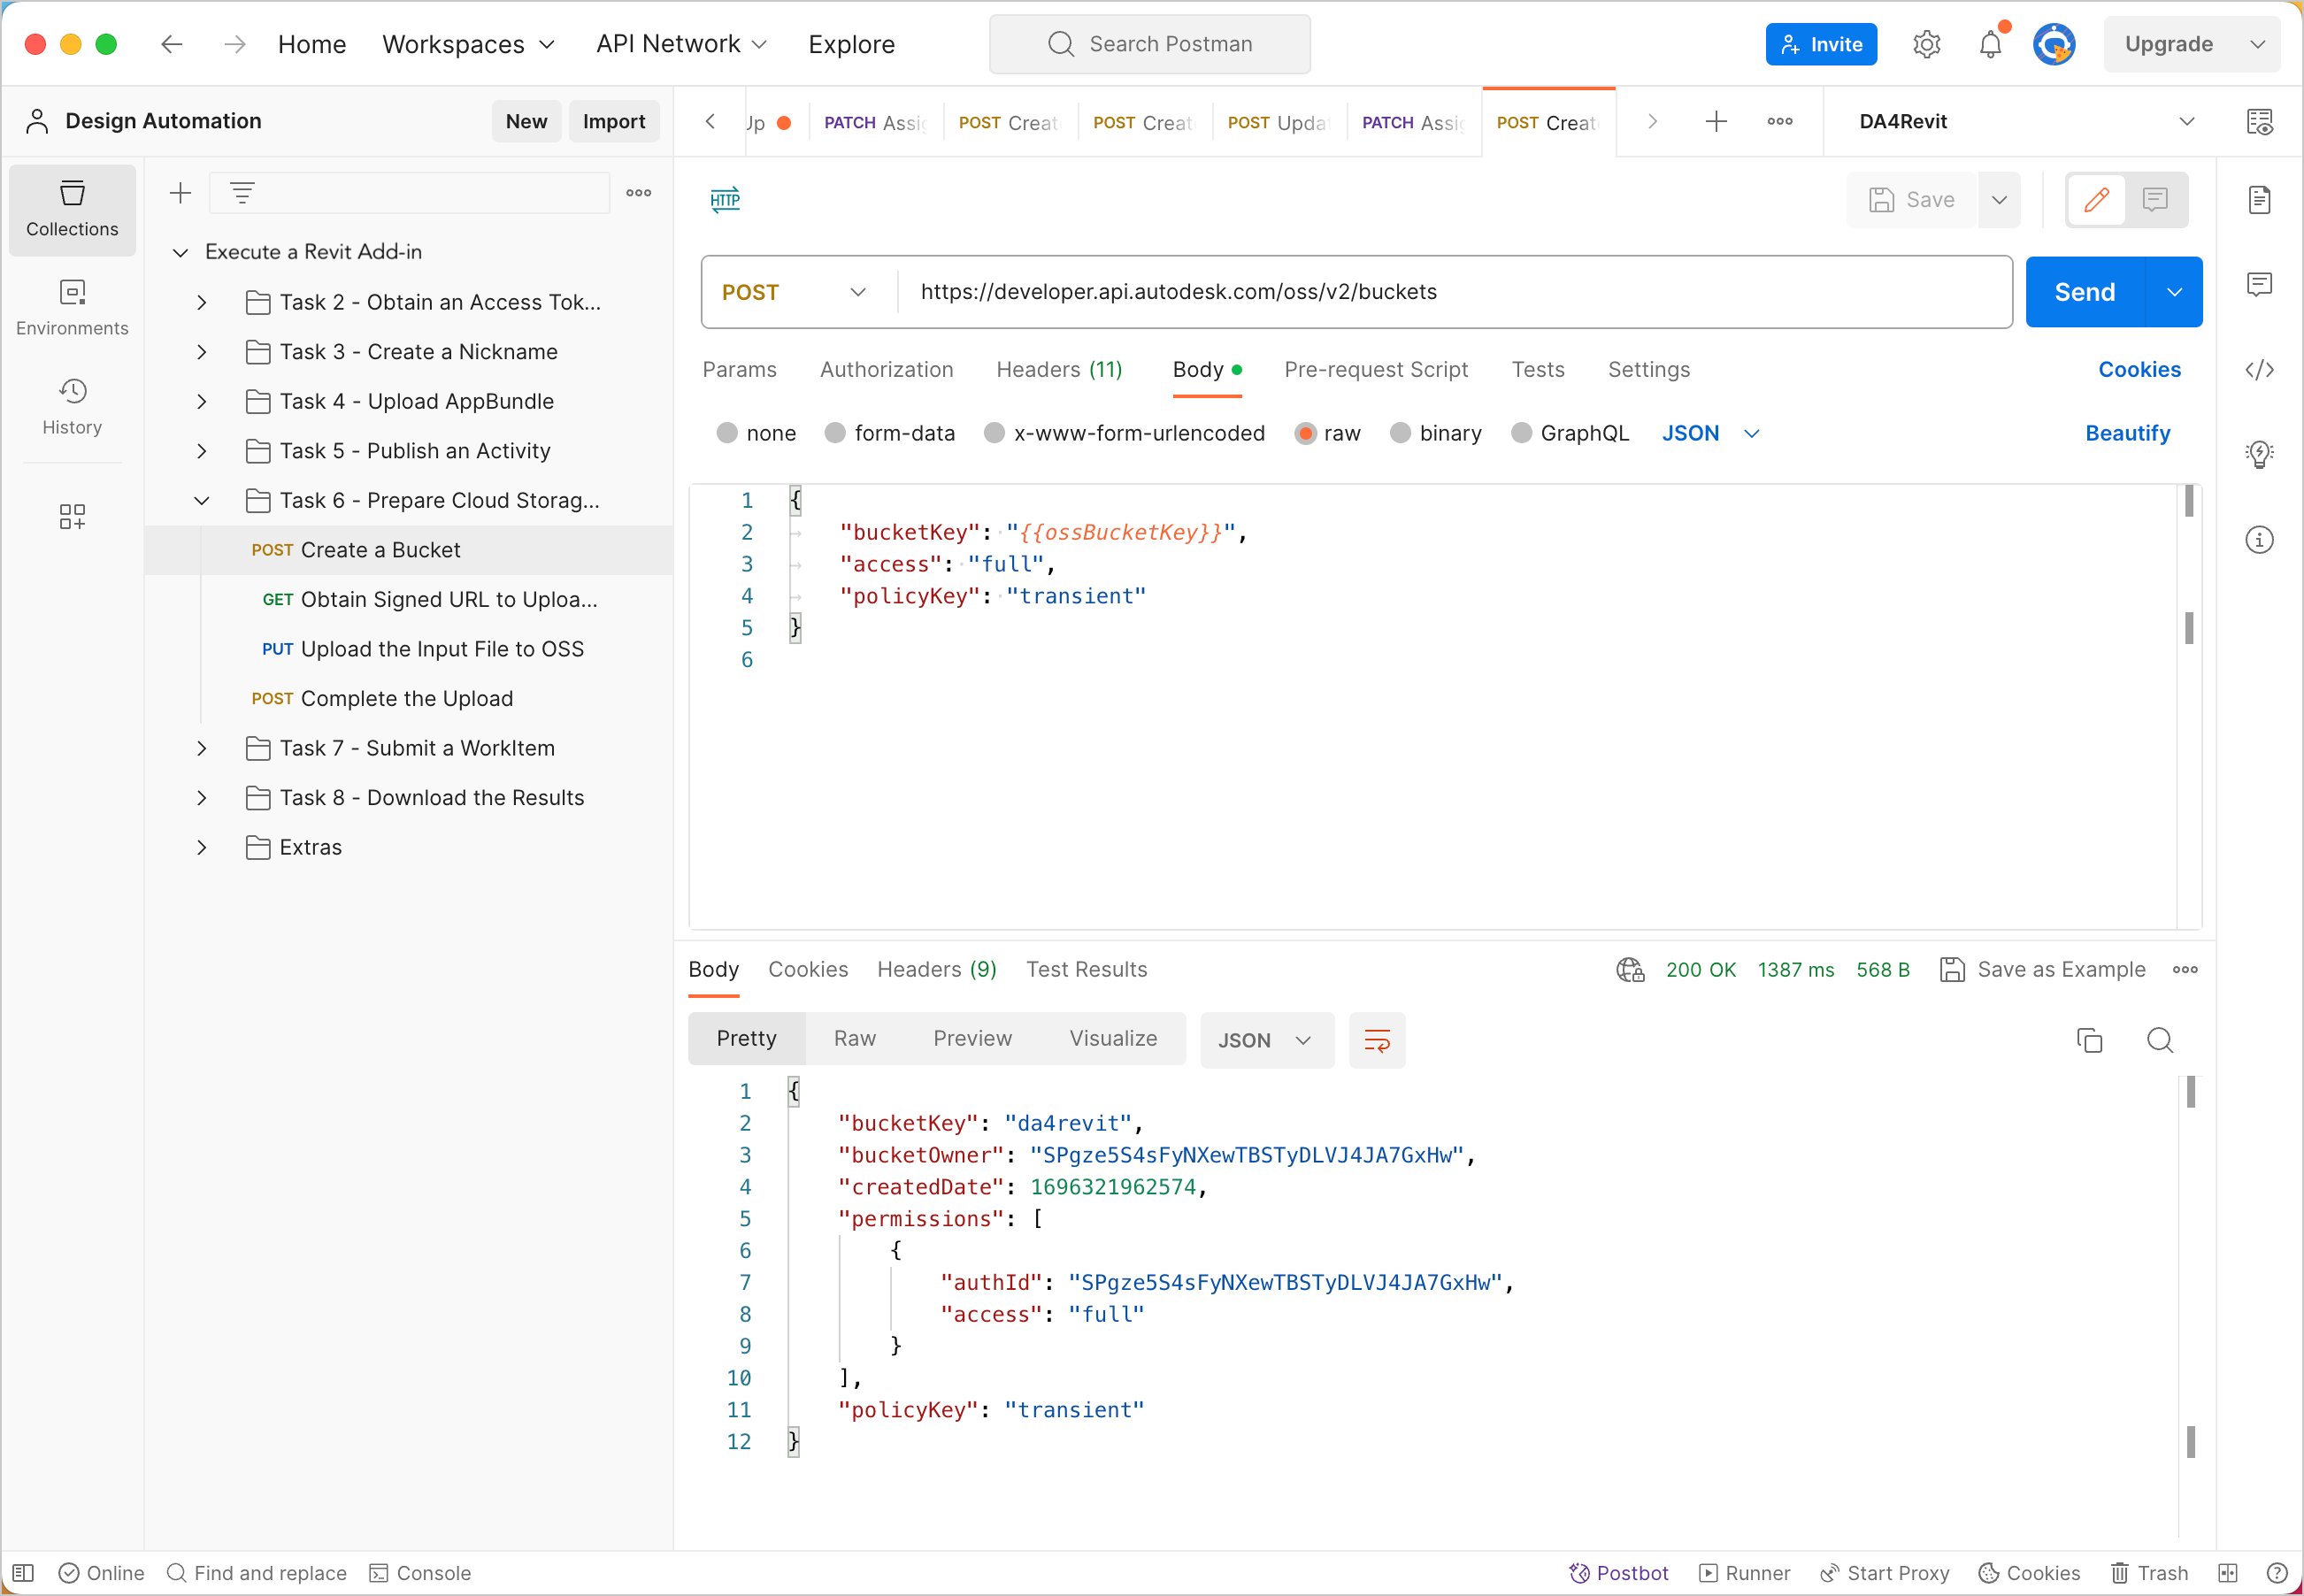 Home Workspaces API Network Explore Search Postman Invite Upgrade
Design Automation New Import
Up PATCH Assig POST Creat POST Creat POST Upda PATCH Assig POST Creat DA4Revit
Collections
Environments
History
Execute a Revit Add-in
Task 2 - Obtain an Access Tok...
Task 3 - Create a Nickname
Task 4 - Upload AppBundle
Task 5 - Publish an Activity
Task 6 - Prepare Cloud Storag...
POST Create a Bucket
GET Obtain Signed URL to Uploa...
PUT Upload the Input File to OSS
POST Complete the Upload
Task 7 - Submit a WorkItem
Task 8 - Download the Results
Extras
HTTP Save
POST https://developer.api.autodesk.com/oss/v2/buckets Send
Params Authorization Headers (11) Body Pre-request Script Tests Settings Cookies
none form-data x-www-form-urlencoded raw binary GraphQL JSON Beautify
1 {
2 "bucketKey": "{{ossBucketKey}}",
3 "access": "full",
4 "policyKey": "transient"
5 }
6
Body Cookies Headers (9) Test Results 200 OK 1387 ms 568 B Save as Example
Pretty Raw Preview Visualize JSON
1 {
2 "bucketKey": "da4revit",
3 "bucketOwner": "SPgze5S4sFyNXewTBSTyDLVJ4JA7GxHw",
4 "createdDate": 1696321962574,
5 "permissions": [
6 {
7 "authId": "SPgze5S4sFyNXewTBSTyDLVJ4JA7GxHw",
8 "access": "full"
9 }
10 ],
11 "policyKey": "transient"
12 }
Online Find and replace Console Postbot Runner Start Proxy Cookies Trash